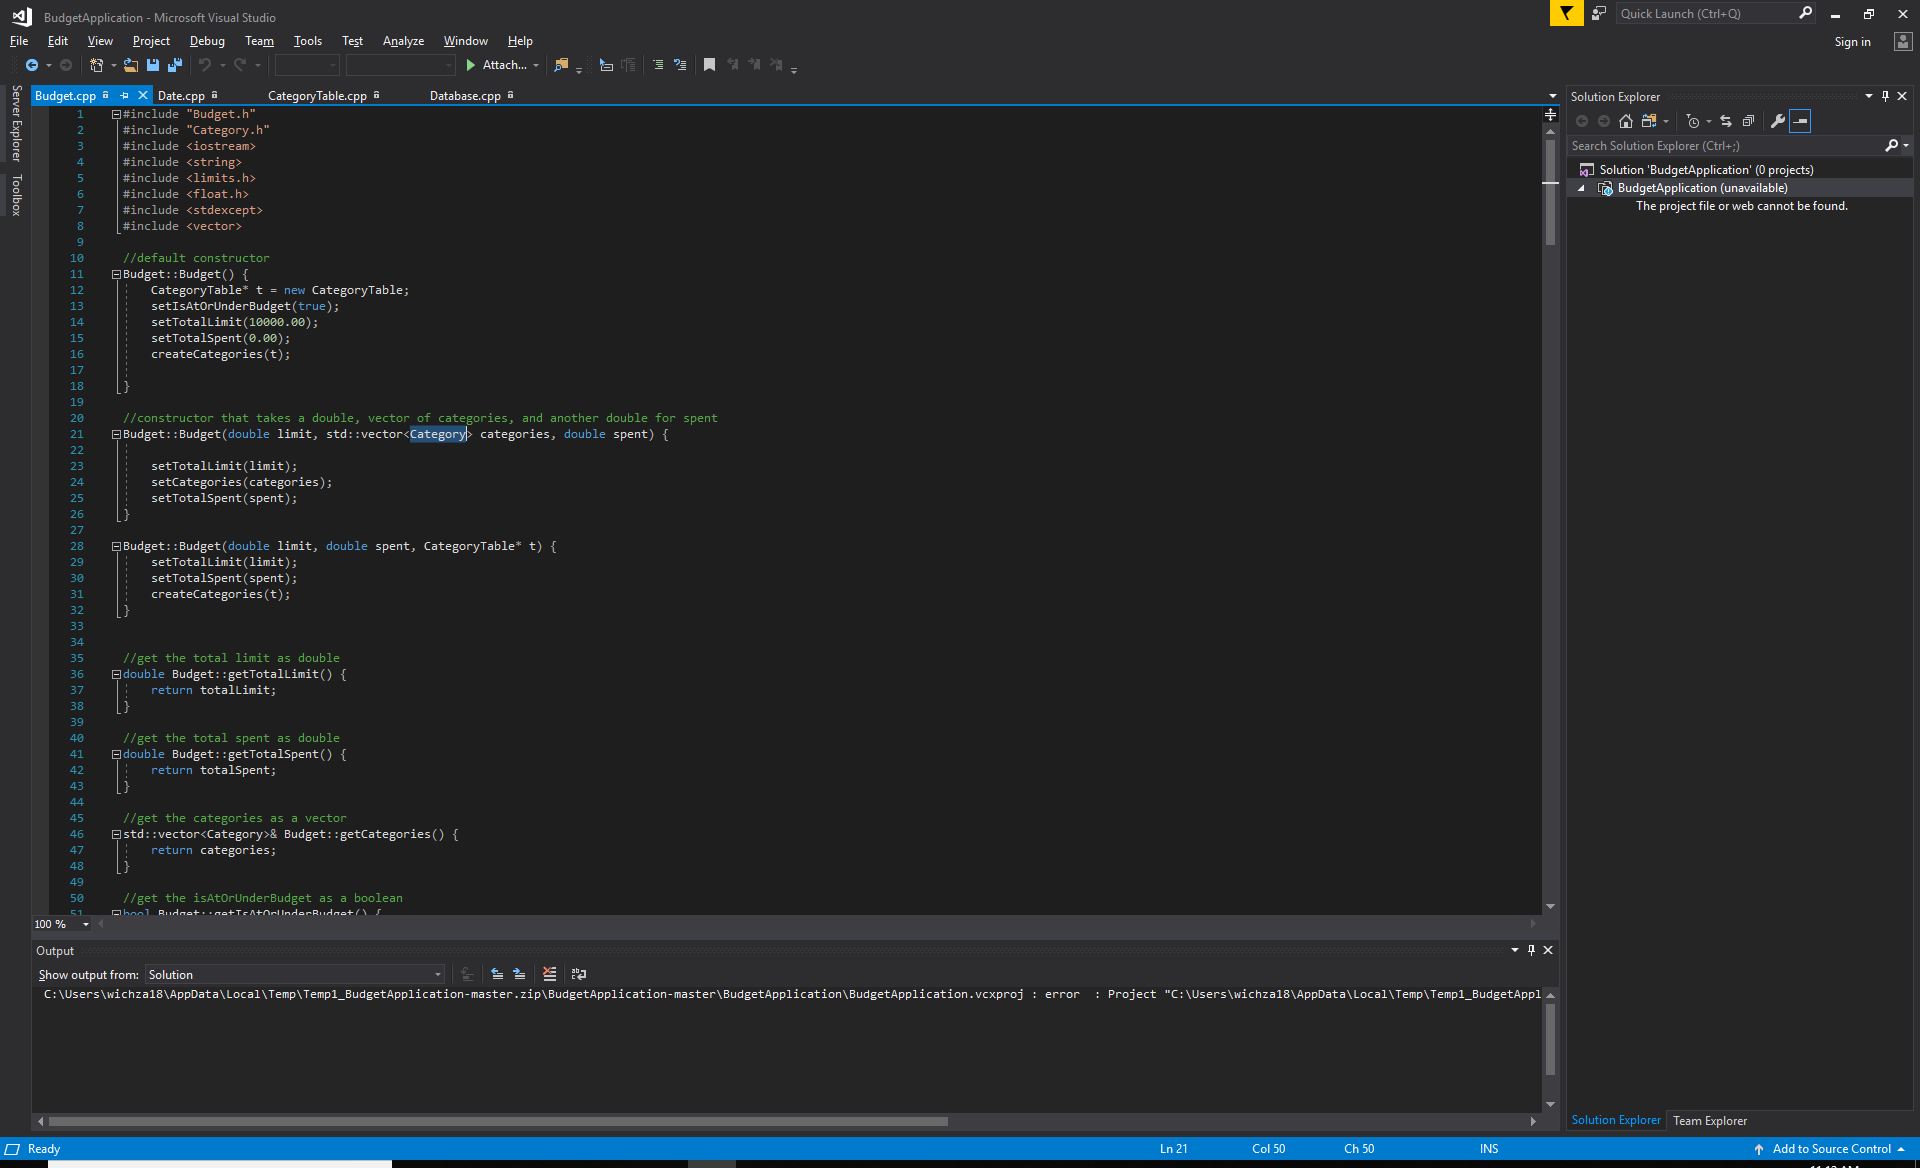 BudgetApplication - Microsoft Visual Studio
Quick Launch (Ctrl+Q)
File Edit View Project Debug Team Tools Test Analyze Window Help
Sign in
Attach...
Server Explorer
Toolbox
Budget.cpp Date.cpp CategoryTable.cpp Database.cpp
1 #include "Budget.h"
2 #include "Category.h"
3 #include <iostream>
4 #include <string>
5 #include <limits.h>
6 #include <float.h>
7 #include <stdexcept>
8 #include <vector>
9
10 //default constructor
11 Budget::Budget() {
12 CategoryTable* t = new CategoryTable;
13 setIsAtOrUnderBudget(true);
14 setTotalLimit(10000.00);
15 setTotalSpent(0.00);
16 createCategories(t);
17
18 }
19
20 //constructor that takes a double, vector of categories, and another double for spent
21 Budget::Budget(double limit, std::vector<Category> categories, double spent) {
22
23 setTotalLimit(limit);
24 setCategories(categories);
25 setTotalSpent(spent);
26 }
27
28 Budget::Budget(double limit, double spent, CategoryTable* t) {
29 setTotalLimit(limit);
30 setTotalSpent(spent);
31 createCategories(t);
32 }
33
34
35 //get the total limit as double
36 double Budget::getTotalLimit() {
37 return totalLimit;
38 }
39
40 //get the total spent as double
41 double Budget::getTotalSpent() {
42 return totalSpent;
43 }
44
45 //get the categories as a vector
46 std::vector<Category>& Budget::getCategories() {
47 return categories;
48 }
49
50 //get the isAtOrUnderBudget as a boolean
51 bool Budget::getIsAtOrUnderBudget() {
100 %
Output
Show output from: Solution
C:\Users\wichza18\AppData\Local\Temp\Temp1_BudgetApplication-master.zip\BudgetApplication-master\BudgetApplication\BudgetApplication.vcxproj : error  : Project "C:\Users\wichza18\AppData\Local\Temp\Temp1_BudgetAppl
Solution Explorer
Search Solution Explorer (Ctrl+;)
Solution 'BudgetApplication' (0 projects)
BudgetApplication (unavailable)
The project file or web cannot be found.
Solution Explorer Team Explorer
Ready Ln 21 Col 50 Ch 50 INS Add to Source Control